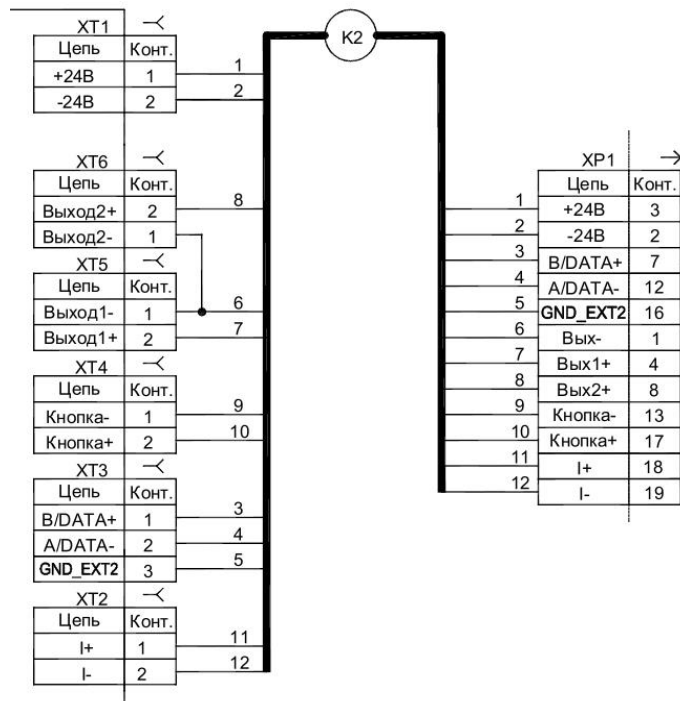 K2
XT1
Цепь Конт.
+24В 1 1
-24В 2 2
XT6
Цепь Конт.
Выход2+ 2 8
Выход2- 1
XT5
Цепь Конт.
Выход1- 1 6
Выход1+ 2 7
XT4
Цепь Конт.
Кнопка- 1 9
Кнопка+ 2 10
XT3
Цепь Конт.
B/DATA+ 1 3
A/DATA- 2 4
GND_EXT2 3 5
XT2
Цепь Конт.
I+ 1 11
I- 2 12
XP1
Цепь Конт.
1 +24В 3
2 -24В 2
3 B/DATA+ 7
4 A/DATA- 12
5 GND_EXT2 16
6 Вых- 1
7 Вых1+ 4
8 Вых2+ 8
9 Кнопка- 13
10 Кнопка+ 17
11 I+ 18
12 I- 19